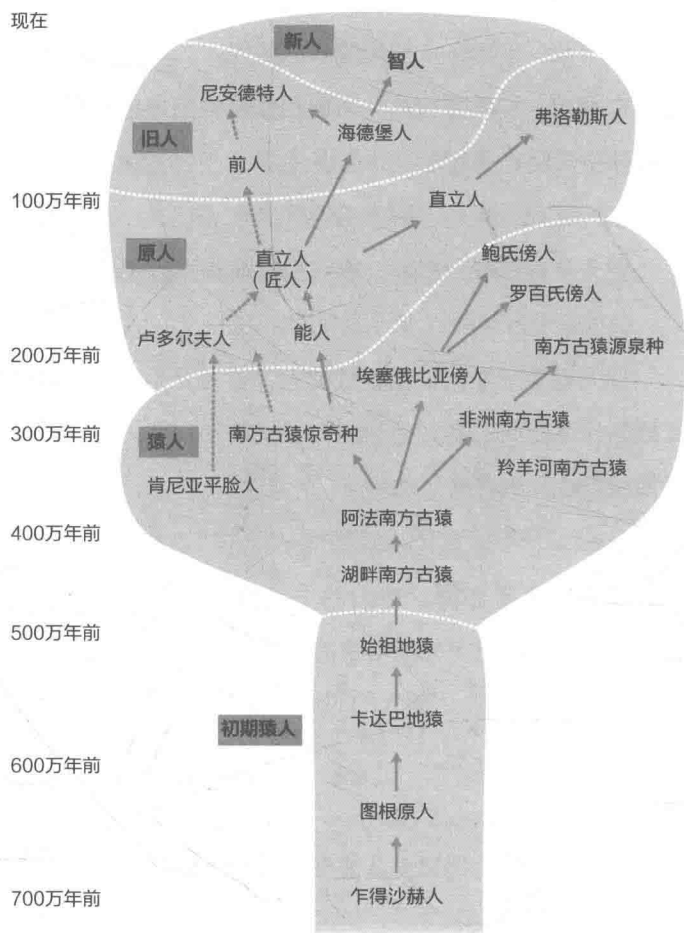 现在
新人
智人
尼安德特人
海德堡人
弗洛勒斯人
旧人
前人
100万年前
直立人
原人
直立人
（匠人）
鲍氏傍人
罗百氏傍人
卢多尔夫人
能人
南方古猿源泉种
200万年前
埃塞俄比亚傍人
非洲南方古猿
300万年前
猿人
南方古猿惊奇种
羚羊河南方古猿
肯尼亚平脸人
阿法南方古猿
400万年前
湖畔南方古猿
500万年前
始祖地猿
初期猿人
卡达巴地猿
600万年前
图根原人
700万年前
乍得沙赫人